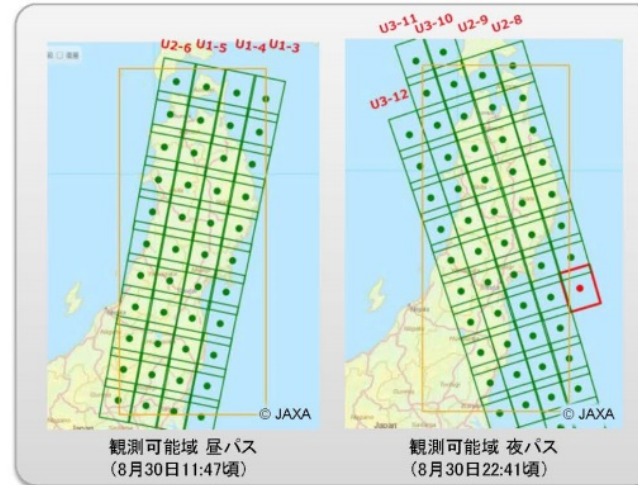 U2-6 U1-5 U1-4 U1-3
© JAXA
観測可能域 昼パス
(8月30日11:47頃)
U3-11 U3-10 U2-9 U2-8
U3-12
© JAXA
観測可能域 夜パス
(8月30日22:41頃)